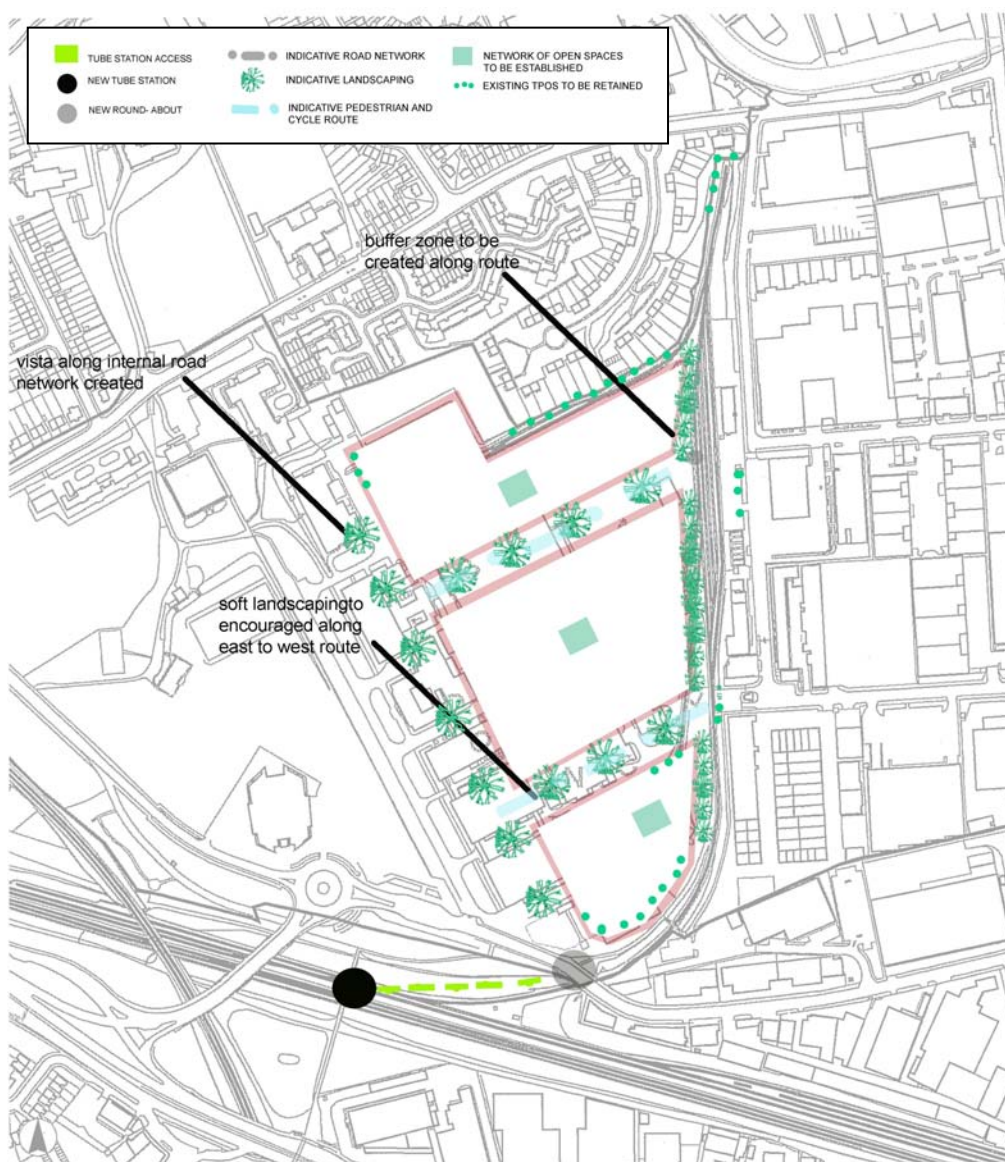 TUBE STATION ACCESS
NEW TUBE STATION
NEW ROUND- ABOUT
INDICATIVE ROAD NETWORK
INDICATIVE LANDSCAPING
INDICATIVE PEDESTRIAN AND
CYCLE ROUTE
NETWORK OF OPEN SPACES
TO BE ESTABLISHED
EXISTING TPOS TO BE RETAINED
buffer zone to be
created along route
vista along internal road
network created
soft landscapingto
encouraged along
east to west route